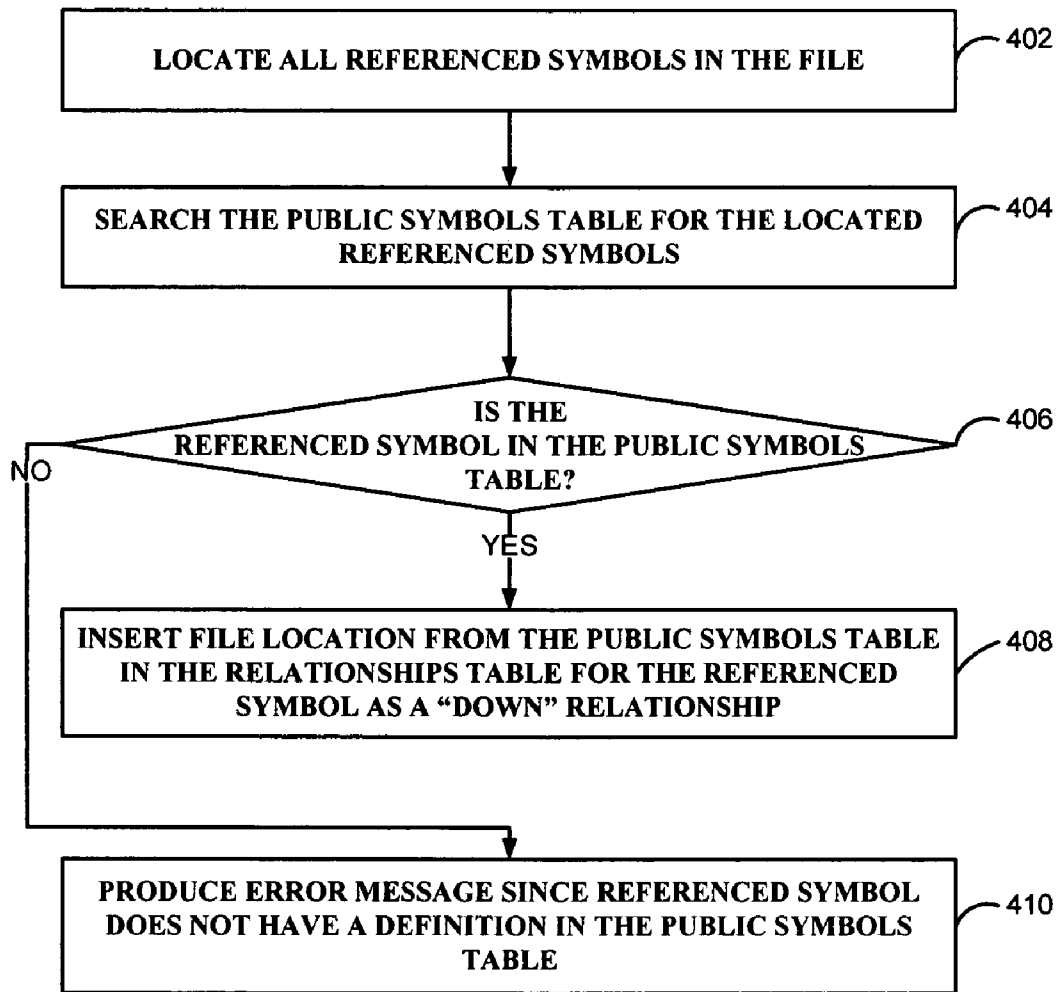 LOCATE ALL REFERENCED SYMBOLS IN THE FILE
402
SEARCH THE PUBLIC SYMBOLS TABLE FOR THE LOCATED
REFERENCED SYMBOLS
404
IS THE
REFERENCED SYMBOL IN THE PUBLIC SYMBOLS
TABLE?
406
NO
YES
INSERT FILE LOCATION FROM THE PUBLIC SYMBOLS TABLE
IN THE RELATIONSHIPS TABLE FOR THE REFERENCED
SYMBOL AS A “DOWN” RELATIONSHIP
408
PRODUCE ERROR MESSAGE SINCE REFERENCED SYMBOL
DOES NOT HAVE A DEFINITION IN THE PUBLIC SYMBOLS
TABLE
410